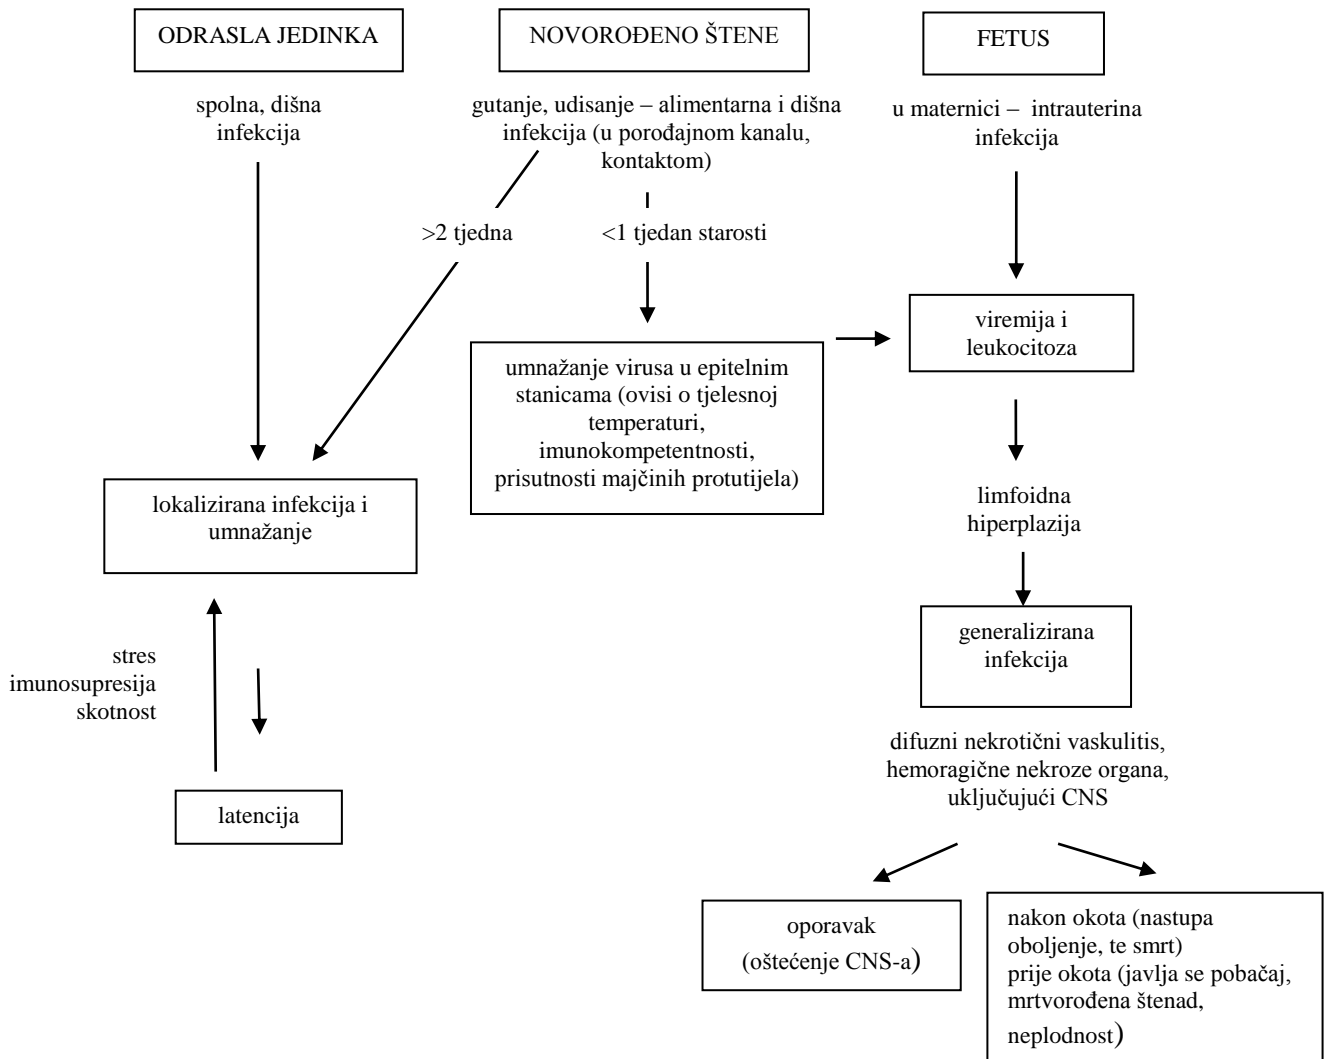 ODRASLA JEDINKA
NOVOROĐENO ŠTENE
FETUS
spolna, dišna
infekcija
gutanje, udisanje – alimentarna i dišna
infekcija (u porođajnom kanalu,
kontaktom)
u maternici – intrauterina
infekcija
>2 tjedna
<1 tjedan starosti
viremija i
leukocitoza
umnažanje virusa u epitelnim
stanicama (ovisi o tjelesnoj
temperaturi,
imunokompetentnosti,
prisutnosti majčinih protutijela)
lokalizirana infekcija i
umnažanje
limfoidna
hiperplazija
generalizirana
infekcija
stres
imunosupresija
skotnost
latencija
difuzni nekrotični vaskulitis,
hemoragične nekroze organa,
uključujući CNS
oporavak
(oštećenje CNS-a)
nakon okota (nastupa
oboljenje, te smrt)
prije okota (javlja se pobačaj,
mrtvorođena štenad,
neplodnost)